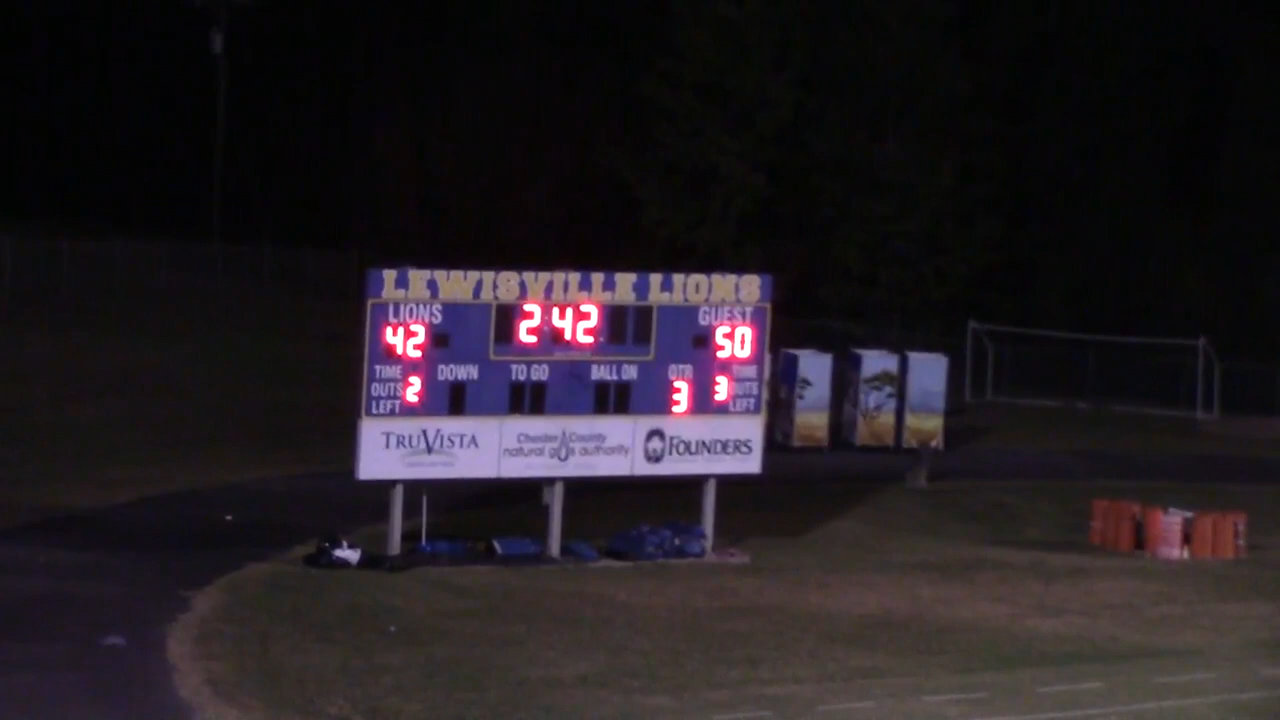 LEWISVILLE LIONS
LIONS 2:42 GUEST
42 50
TIME OUTS LEFT 2 DOWN TO GO BALL ON QTR 3 3 TIME OUTS LEFT
TRUVISTA
Chester County
natural gas authority
FOUNDERS